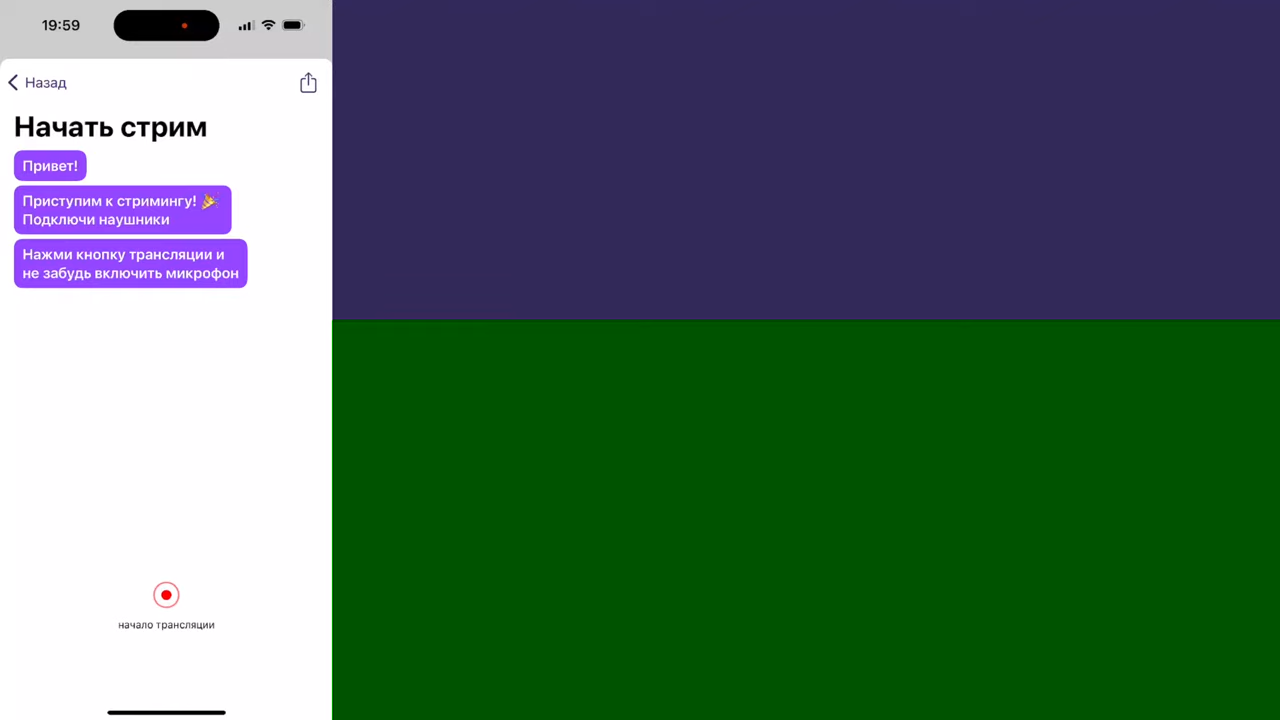 19:59
Назад
Начать стрим
Привет!
Приступим к стримингу! 🎉
Подключи наушники
Нажми кнопку трансляции и
не забудь включить микрофон
начало трансляции